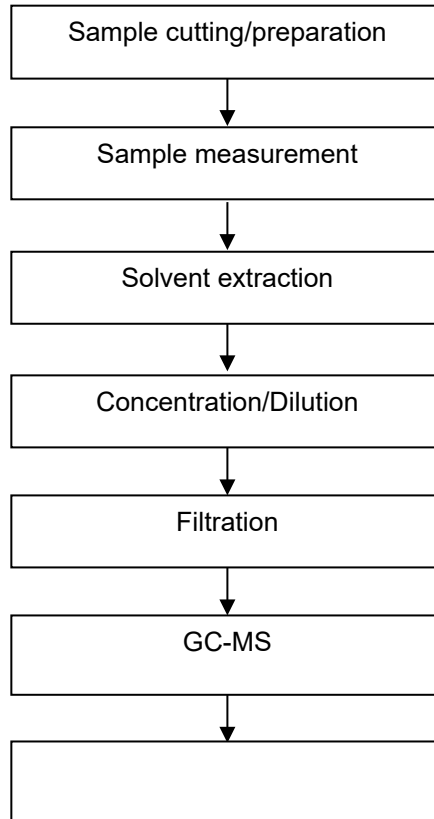 Sample cutting/preparation
Sample measurement
Solvent extraction
Concentration/Dilution
Filtration
GC-MS